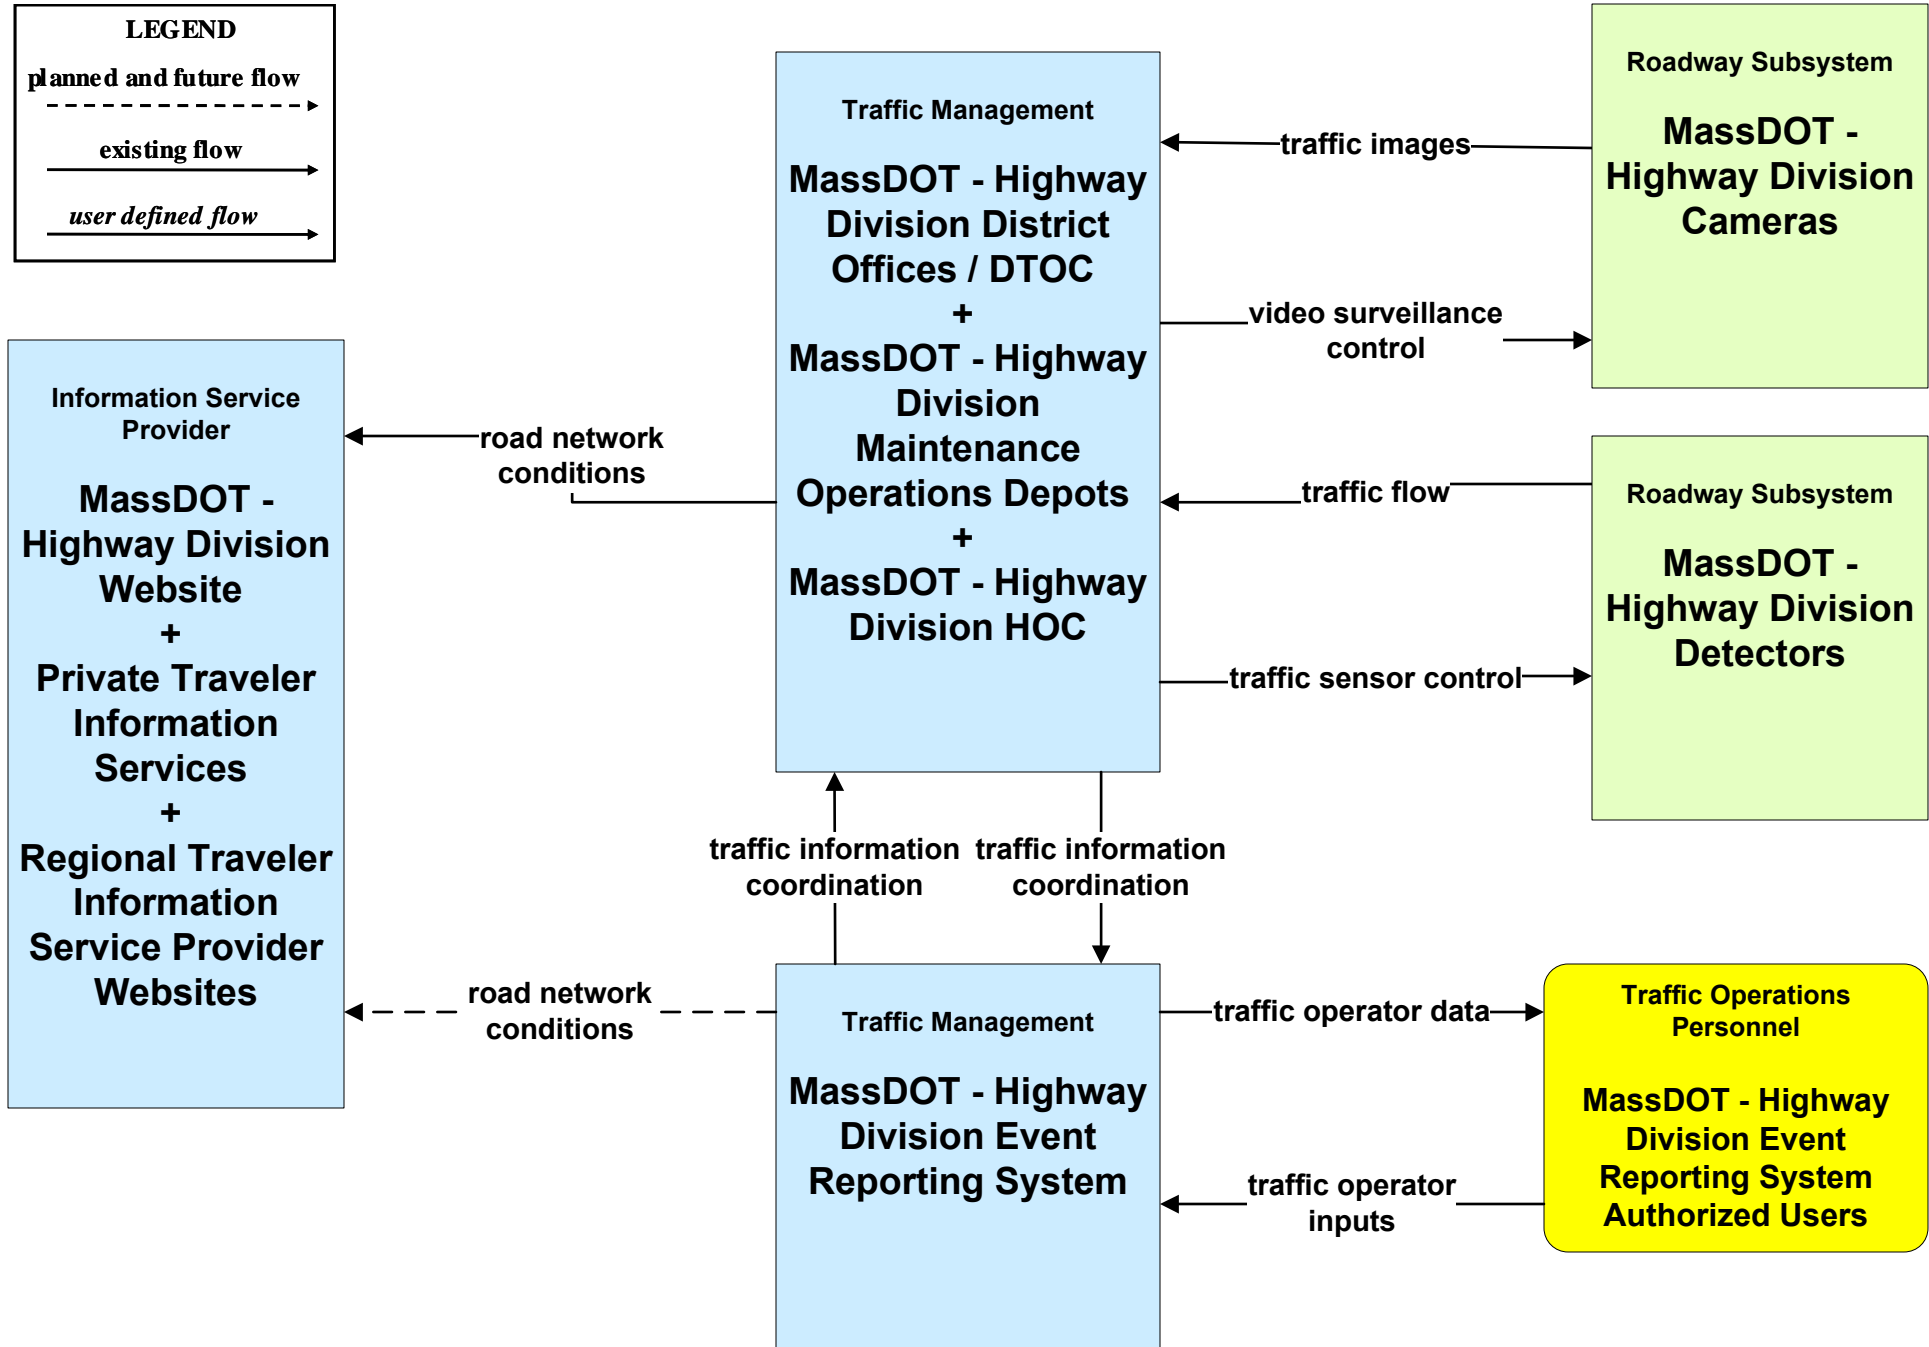 LEGEND
planned and future flow
existing flow
user defined flow
Information Service
Provider
MassDOT -
Highway Division
Website
+
Private Traveler
Information
Services
+
Regional Traveler
Information
Service Provider
Websites
road network
conditions
road network
conditions
Traffic Management
MassDOT - Highway
Division District
Offices / DTOC
+
MassDOT - Highway
Division
Maintenance
Operations Depots
+
MassDOT - Highway
Division HOC
traffic images
video surveillance
control
traffic flow
traffic sensor control
Roadway Subsystem
MassDOT -
Highway Division
Cameras
Roadway Subsystem
MassDOT -
Highway Division
Detectors
traffic information
coordination
traffic information
coordination
Traffic Management
MassDOT - Highway
Division Event
Reporting System
traffic operator data
traffic operator
inputs
Traffic Operations
Personnel
MassDOT - Highway
Division Event
Reporting System
Authorized Users